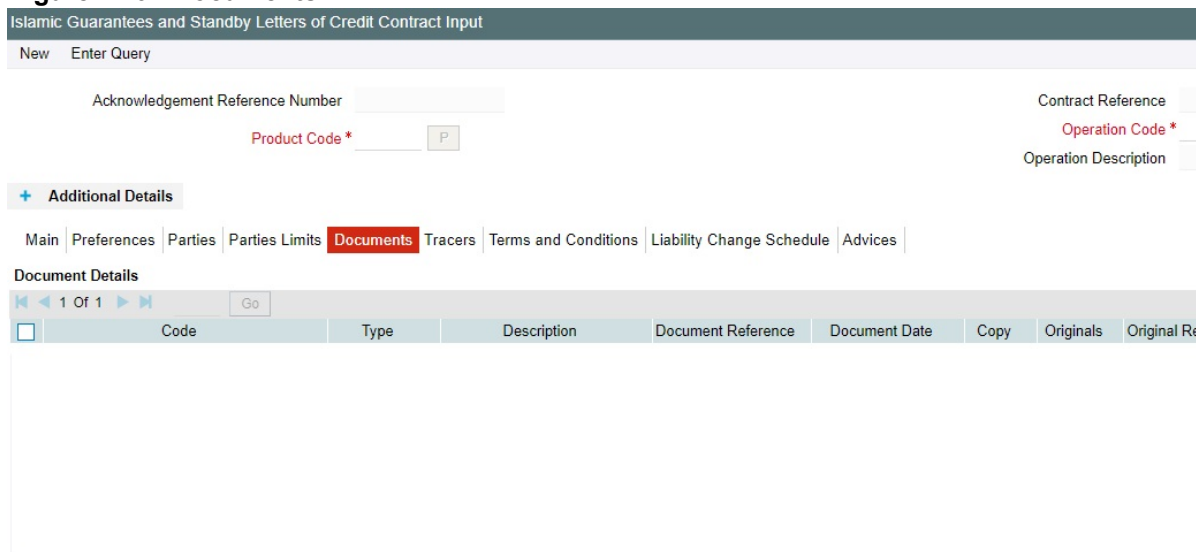 Islamic Guarantees and Standby Letters of Credit Contract Input
New Enter Query
Acknowledgement Reference Number Contract Reference
Product Code * P Operation Code *
Operation Description
+ Additional Details
Main Preferences Parties Parties Limits Documents Tracers Terms and Conditions Liability Change Schedule Advices
Document Details
1 Of 1 Go
Code Type Description Document Reference Document Date Copy Originals Original